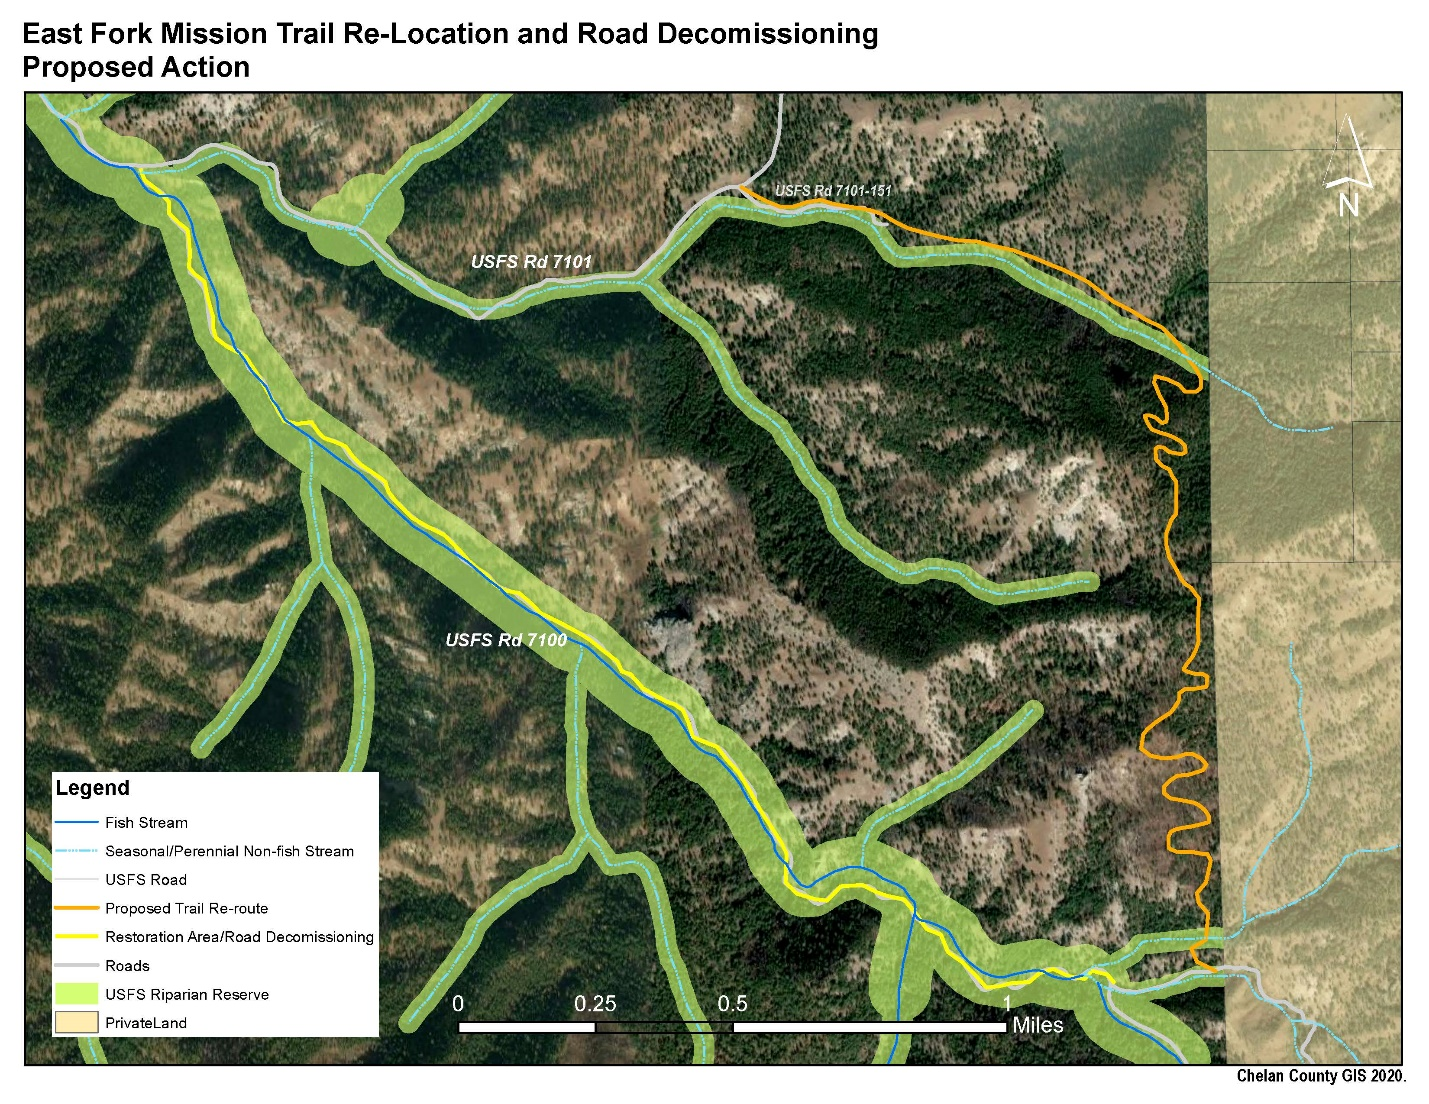 East Fork Mission Trail Re-Location and Road Decomissioning
Proposed Action
USFS Rd 7101-151
N
USFS Rd 7101
USFS Rd 7100
Legend
Fish Stream
Seasonal/Perennial Non-fish Stream
USFS Road
Proposed Trail Re-route
Restoration Area/Road Decomissioning
Roads
USFS Riparian Reserve
PrivateLand
0 0.25 0.5 1
Miles
Chelan County GIS 2020.